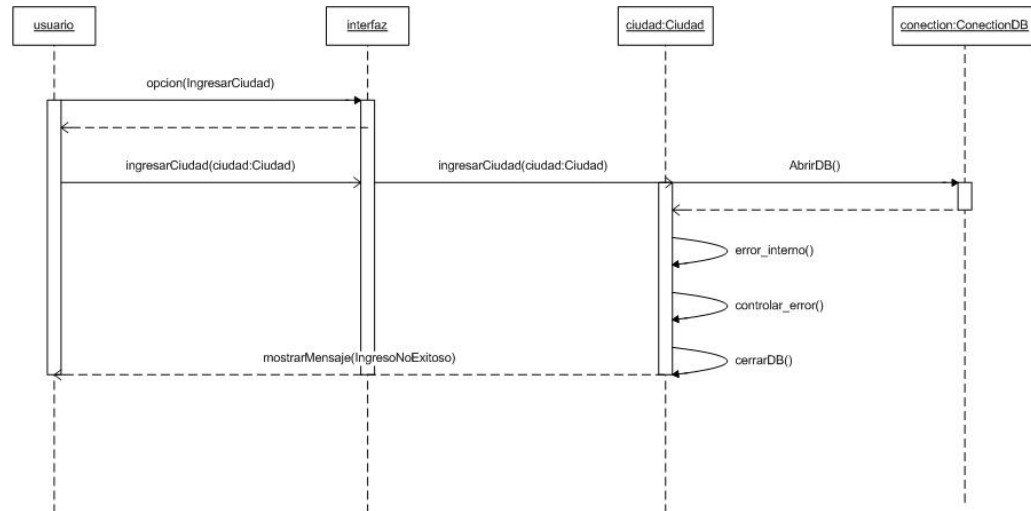 usuario
interfaz
ciudad:Ciudad
conection:ConectionDB
opcion(IngresarCiudad)
ingresarCiudad(ciudad:Ciudad)
ingresarCiudad(ciudad:Ciudad)
AbrirDB()
error_interno()
controlar_error()
mostrarMensaje(IngresoNoExitoso)
cerrarDB()